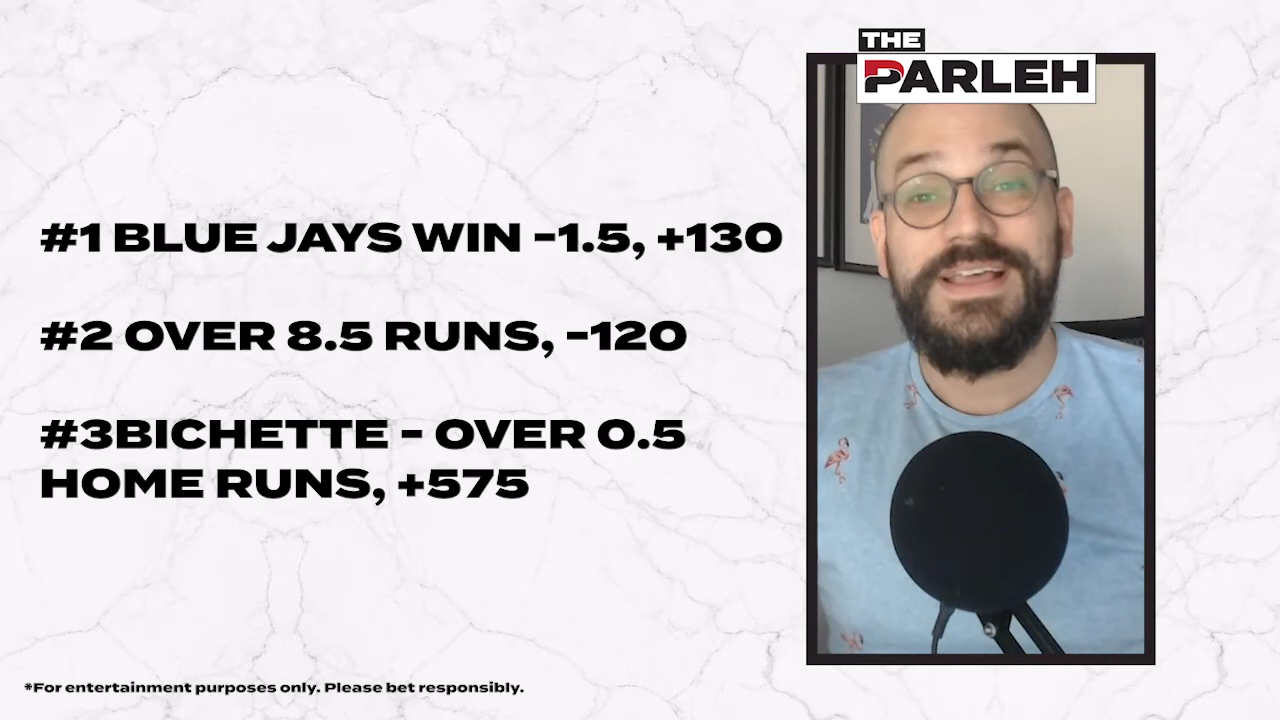 THE
PARLEH
#1 BLUE JAYS WIN -1.5, +130
#2 OVER 8.5 RUNS, -120
#3BICHETTE - OVER 0.5
HOME RUNS, +575
*For entertainment purposes only. Please bet responsibly.